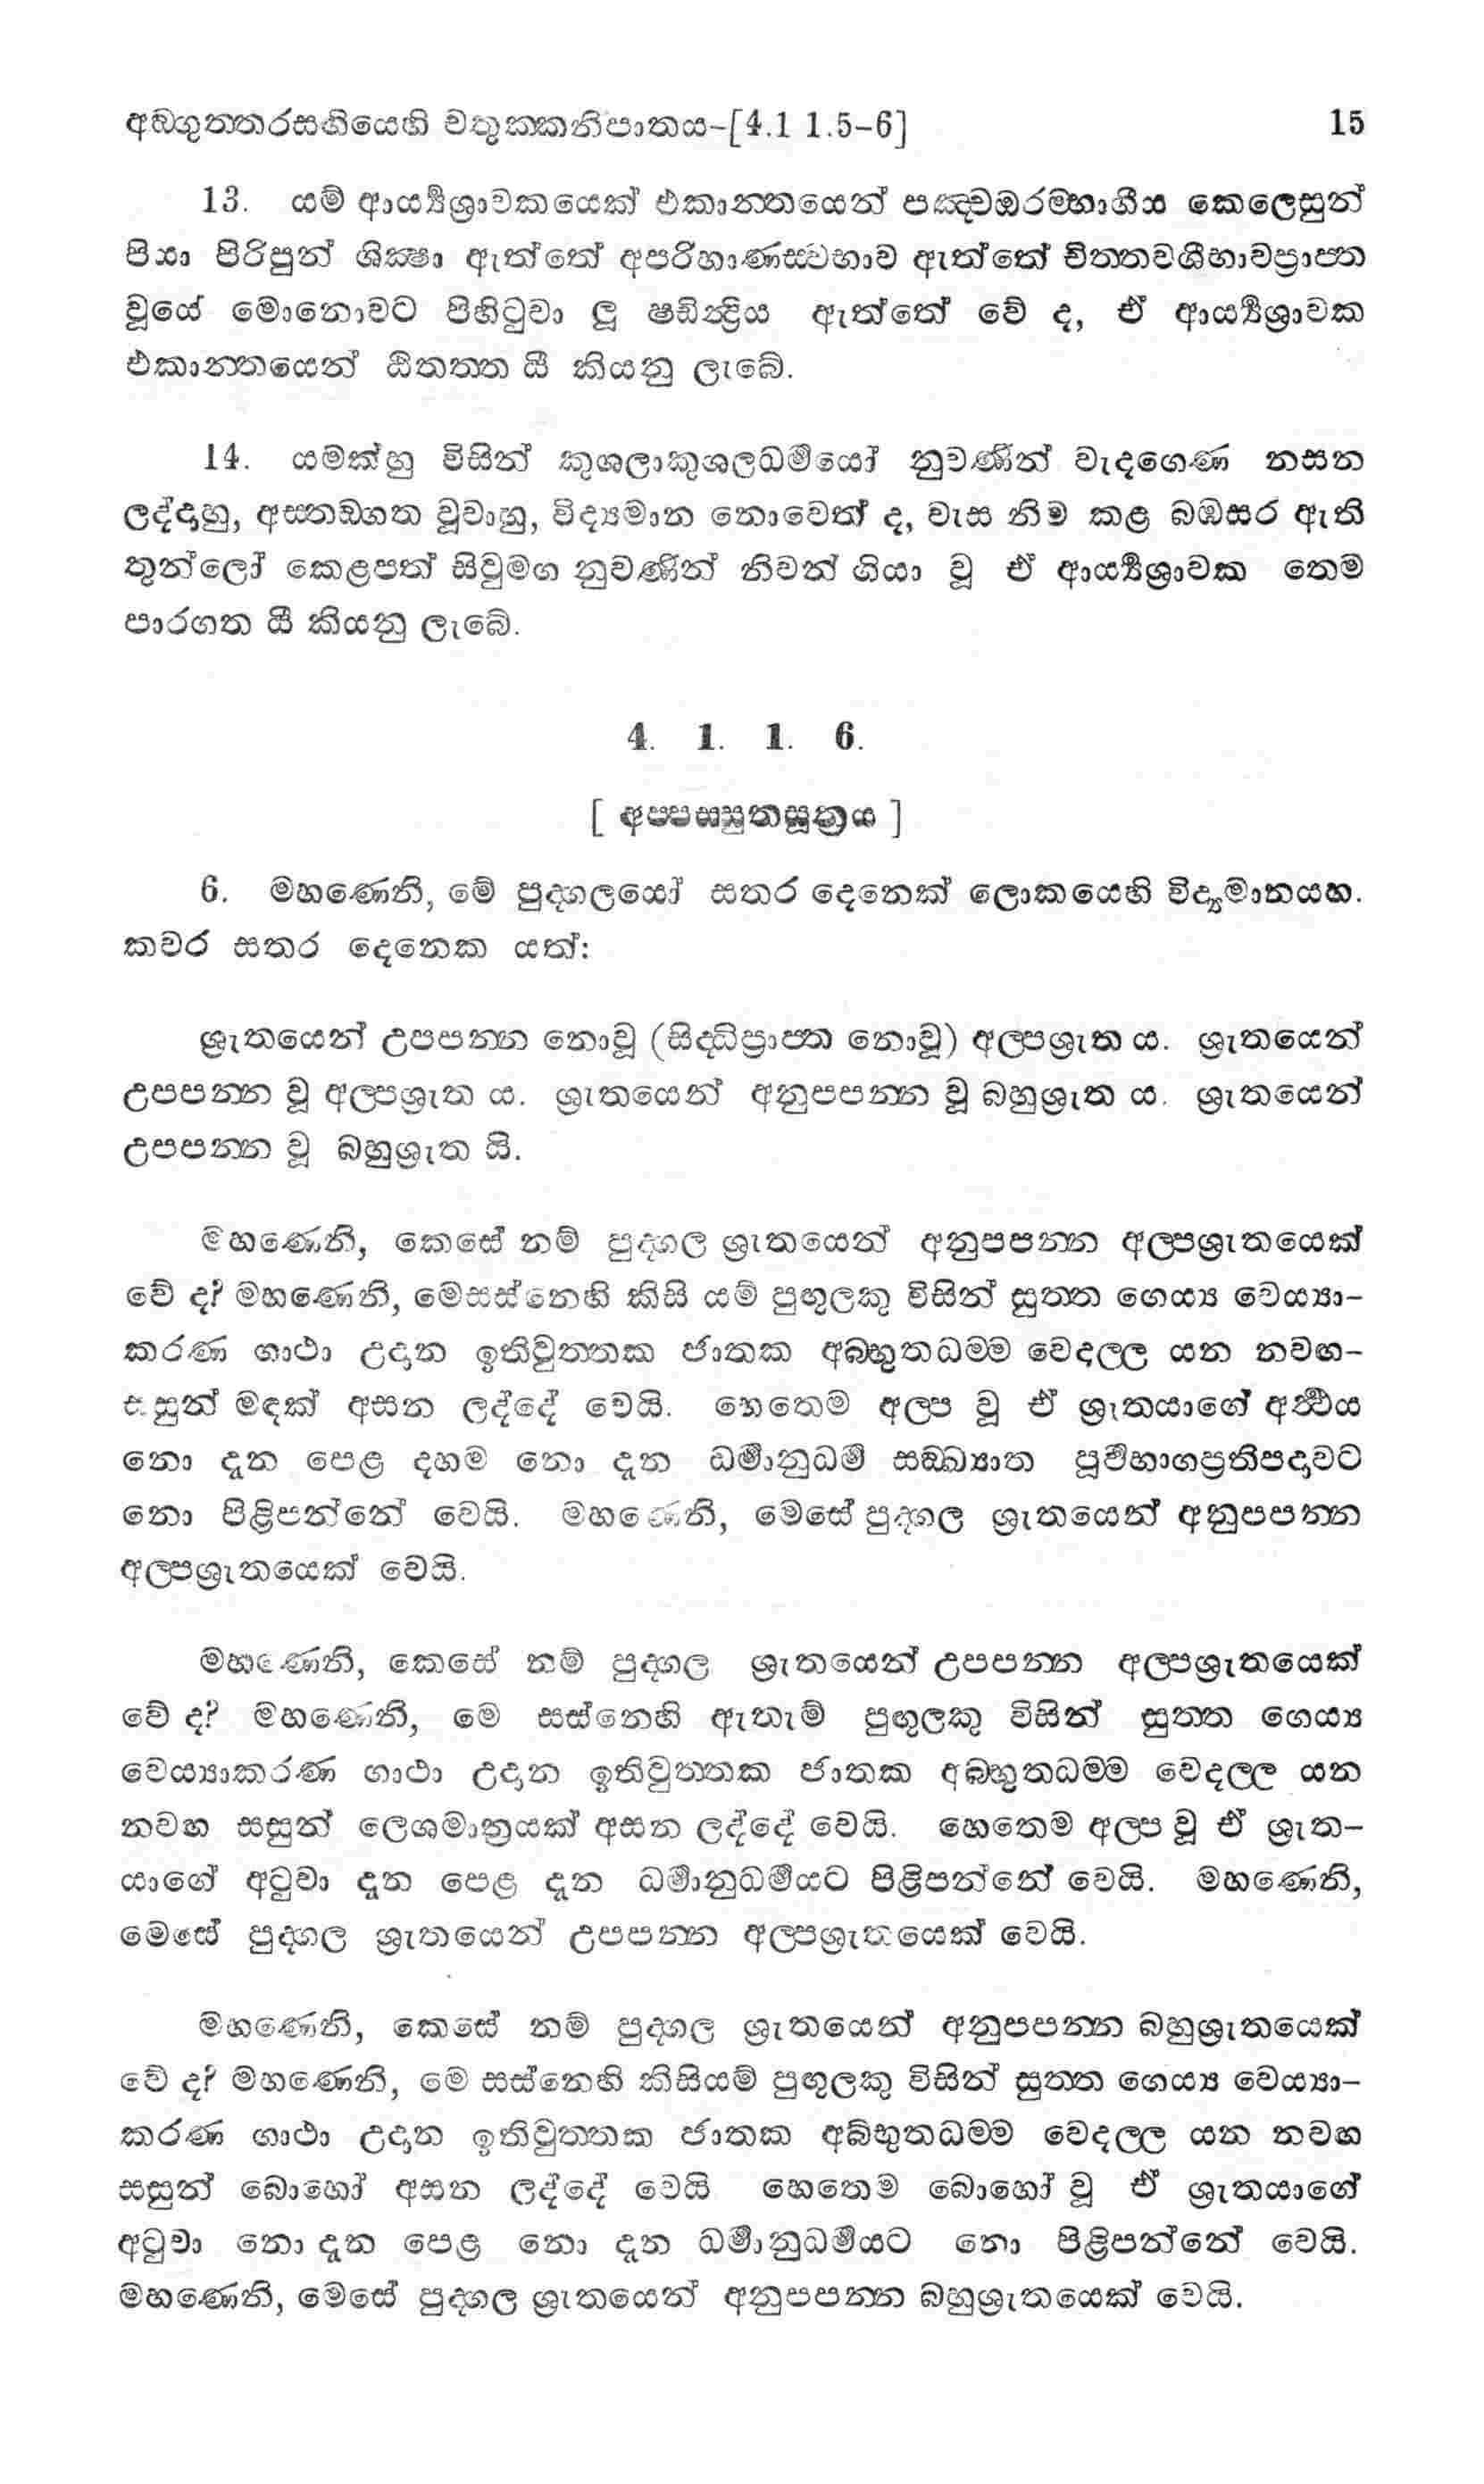 අඞ්ගුත්තරසඟියෙහි චතුක්කනිපාතය-[4.1 1.5-6] 15
13. යම් ආර්‍ය්‍යශ්‍රාවකයෙක් එකාන්තයෙන් පඤ්චඔරම්භාගීය කෙලෙසුන්
පියා පිරිපුන් ශික්ෂා ඇත්තේ අපරිහාණස්වභාව ඇත්තේ චිත්තවශීභාවප්‍රාප්ත
වූයේ මොනොවට පිහිටුවා ලූ ෂඩින්‍ද්‍රිය ඇත්තේ වේ ද, ඒ ආර්‍ය්‍යශ්‍රාවක
එකාන්තයෙන් ඨිතත්ත යී කියනු ලැබේ.
14. යමක්හු විසින් කුශලාකුශලධර්මයෝ නුවණින් වැදගෙණ නසන
ලද්දාහු, අස්තඞ්ගත වූවාහු, විද්‍යමාන නොවෙත් ද, වැස නිම කළ බඹසර ඇති
තුන්ලෝ කෙළපත් සිවුමග නුවණින් නිවන් ගියා වූ ඒ ආර්‍ය්‍යශ්‍රාවක තෙම
පාරගත යී කියනු ලැබේ.
4. 1. 1. 6.
[ අප්පස්සුතසූත්‍රය ]
6. මහණෙනි, මේ පුද්ගලයෝ සතර දෙනෙක් ලොකයෙහි විද්‍යමානයහ.
කවර සතර දෙනෙක යත්:
ශ්‍රැතයෙන් උපපන්න නොවූ (සිද්ධිප්‍රාප්ත නොවූ) අල්පශ්‍රැත ය. ශ්‍රැතයෙන්
උපපන්න වූ අල්පශ්‍රැත ය. ශ්‍රැතයෙන් අනුපපන්න වූ බහුශ්‍රැත ය. ශ්‍රැතයෙන්
උපපන්න වූ බහුශ්‍රැත යි.
මහණෙනි, කෙසේ නම් පුද්ගල ශ්‍රැතයෙන් අනුපපන්න අල්පශ්‍රැතයෙක්
වේ ද? මහණෙනි, මෙසස්නෙහි කිසි යම් පුඟුලකු විසින් සුත්ත ගෙය්‍ය වෙය්‍යා-
කරණ ගාථා උදාන ඉතිවුත්තක ජාතක අබ්භුතධම්ම වෙදල්ල යන නවඟ-
සසුන් මඳක් අසන ලද්දේ වෙයි. හෙතෙම අල්ප වූ ඒ ශ්‍රැතයාගේ අර්ථය
නො දැන පෙළ දහම නො දැන ධර්මානුධර්ම සඞ්ඛ්‍යාත පූර්වභාගප්‍රතිපදාවට
නො පිළිපන්නේ වෙයි. මහණෙනි, මෙසේ පුද්ගල ශ්‍රැතයෙන් අනුපපන්න
අල්පශ්‍රැතයෙක් වෙයි.
මහණෙනි, කෙසේ නම් පුද්ගල ශ්‍රැතයෙන් උපපන්න අල්පශ්‍රැතයෙක්
වේ ද? මහණෙනි, මෙ සස්නෙහි ඇතැම් පුඟුලකු විසින් සුත්ත ගෙය්‍ය
වෙය්‍යාකරණ ගාථා උදාන ඉතිවුත්තක ජාතක අබ්භුතධම්ම වෙදල්ල යන
නවඟ සසුන් ලෙශමාත්‍රයක් අසන ලද්දේ වෙයි. හෙතෙම අල්ප වූ ඒ ශ්‍රැත-
යාගේ අටුවා දැන පෙළ දැන ධර්මානුධර්මයට පිළිපන්නේ වෙයි. මහණෙනි,
මෙසේ පුද්ගල ශ්‍රැතයෙන් උපපන්න අල්පශ්‍රැතයෙක් වෙයි.
මහණෙනි, කෙසේ නම් පුද්ගල ශ්‍රැතයෙන් අනුපපන්න බහුශ්‍රැතයෙක්
වේ ද? මහණෙනි, මෙ සස්නෙහි කිසියම් පුඟුලකු විසින් සුත්ත ගෙය්‍ය වෙය්‍යා-
කරණ ගාථා උදාන ඉතිවුත්තක ජාතක අබ්භුතධම්ම වෙදල්ල යන නවඟ
සසුන් බොහෝ අසන ලද්දේ වෙයි හෙතෙම බොහෝ වූ ඒ ශ්‍රැතයාගේ
අටුවා නො දැන පෙළ නො දැන ධර්මානුධර්මයට නො පිළිපන්නේ වෙයි.
මහණෙනි, මෙසේ පුද්ගල ශ්‍රැතයෙන් අනුපපන්න බහුශ්‍රැතයෙක් වෙයි.